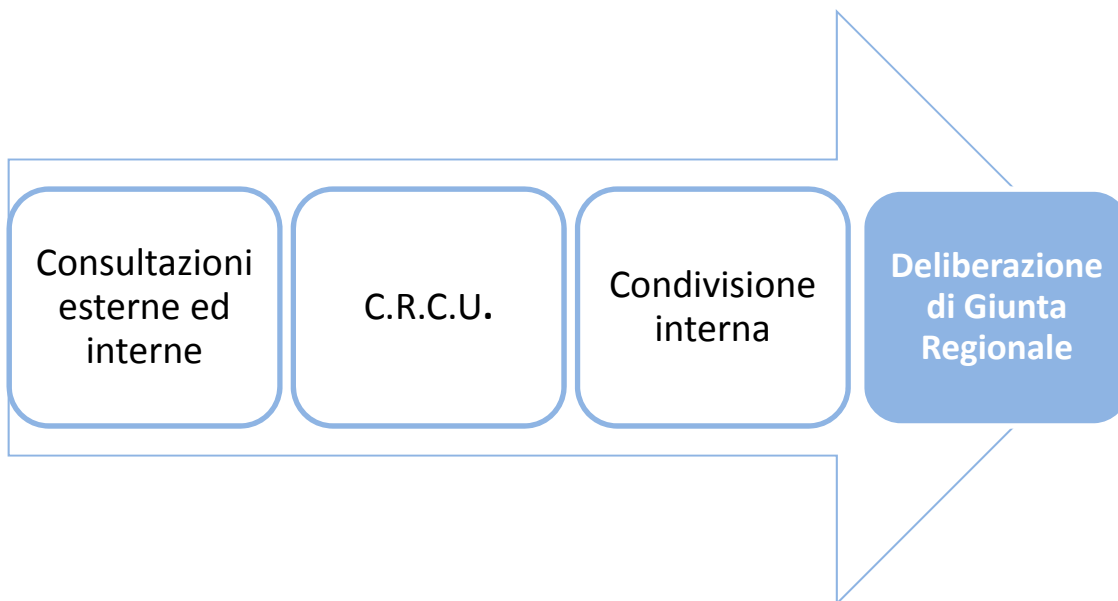 Consultazioni
esterne ed
interne
C.R.C.U.
Condivisione
interna
Deliberazione
di Giunta
Regionale